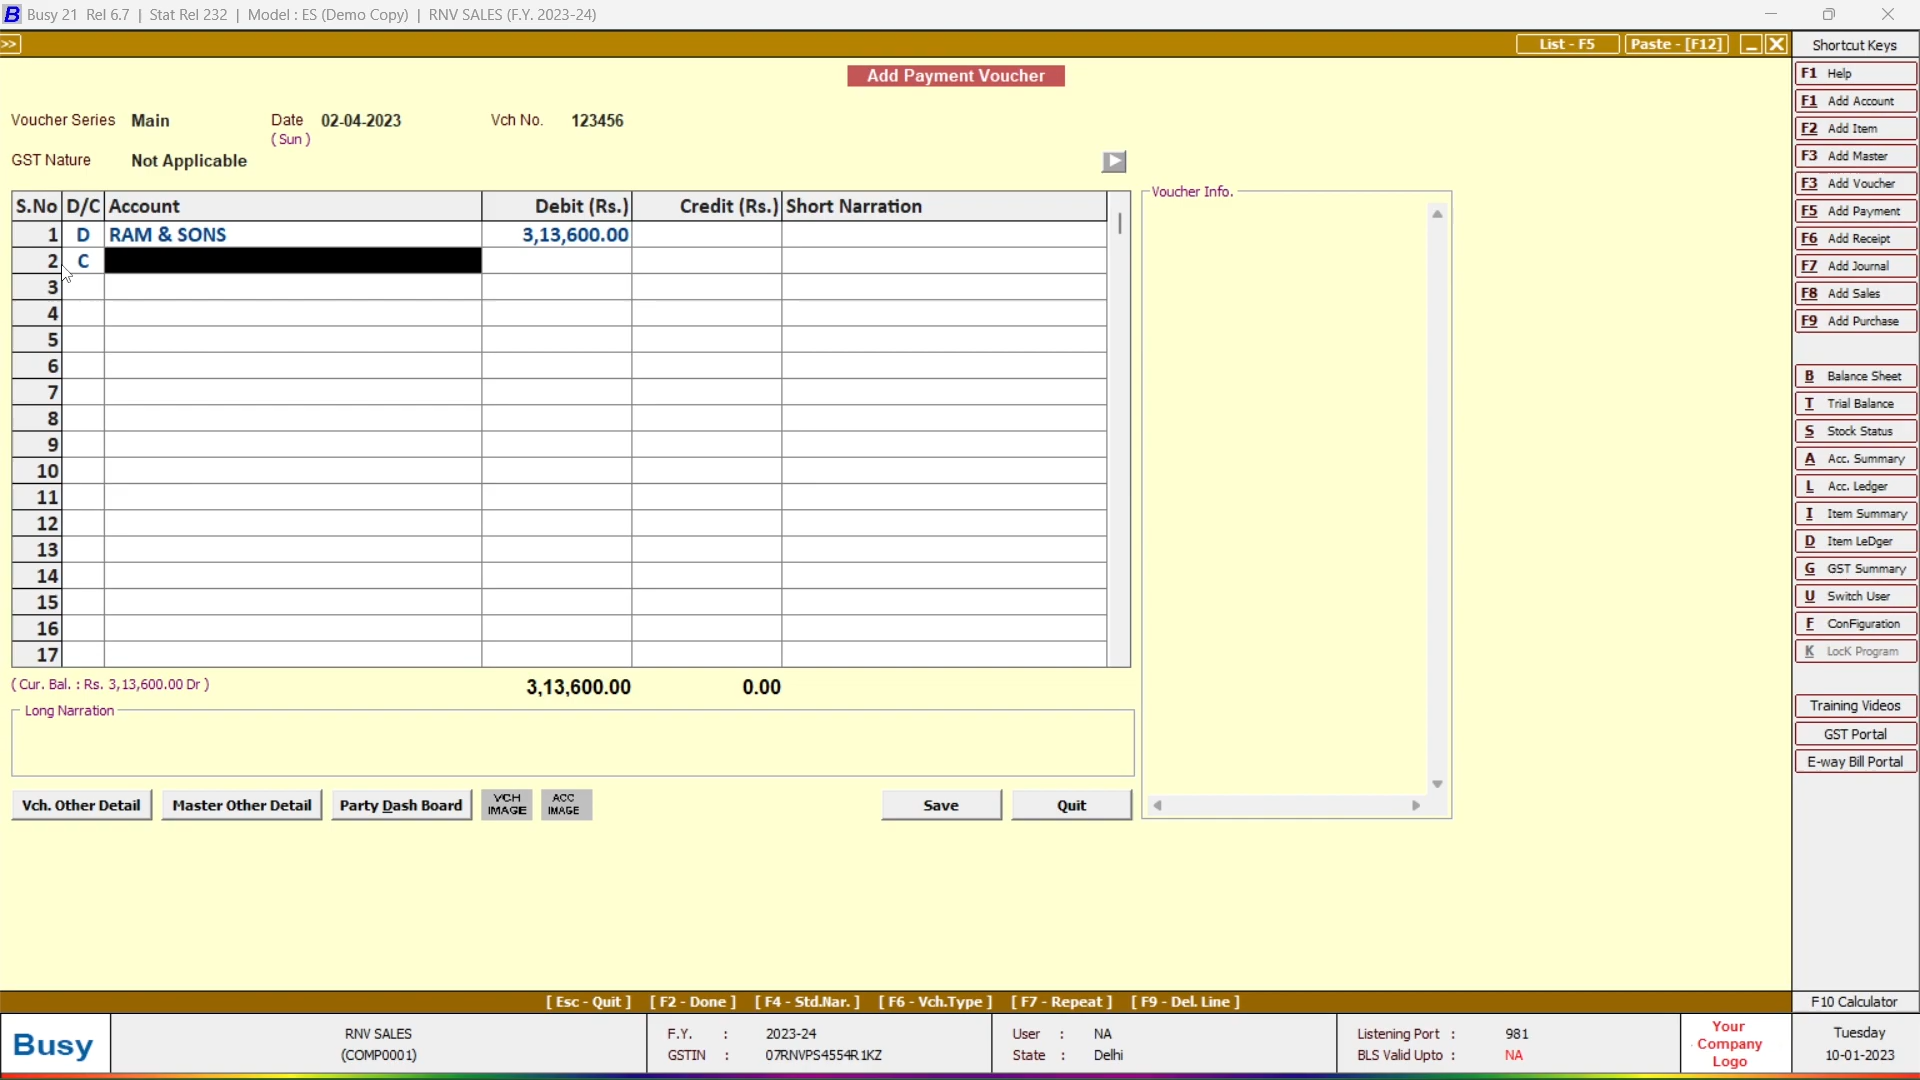 B Busy 21 Rel 6.7 | Stat Rel 232 | Model : ES (Demo Copy) | RNV SALES (F.Y. 2023-24)
>> List - F5 Paste - [F12] Shortcut Keys
Add Payment Voucher
Voucher Series Main Date 02-04-2023 Vch No. 123456
( Sun )
GST Nature Not Applicable
S.No D/C Account Debit (Rs.) Credit (Rs.) Short Narration
1 D RAM & SONS 3,13,600.00
2 C
3
4
5
6
7
8
9
10
11
12
13
14
15
16
17
( Cur. Bal. : Rs. 3,13,600.00 Dr ) 3,13,600.00 0.00
Long Narration
Vch. Other Detail Master Other Detail Party Dash Board VCH IMAGE ACC IMAGE Save Quit
Voucher Info.
F1 Help
F1 Add Account
F2 Add Item
F3 Add Master
F3 Add Voucher
F5 Add Payment
F6 Add Receipt
F7 Add Journal
F8 Add Sales
F9 Add Purchase
B Balance Sheet
T Trial Balance
S Stock Status
A Acc. Summary
L Acc. Ledger
I Item Summary
D Item LeDger
G GST Summary
U Switch User
F ConFiguration
K LocK Program
Training Videos
GST Portal
E-way Bill Portal
[ Esc - Quit ] [ F2 - Done ] [ F4 - Std.Nar. ] [ F6 - Vch.Type ] [ F7 - Repeat ] [ F9 - Del. Line ] F10 Calculator
Busy
RNV SALES
(COMP0001)
F.Y. : 2023-24
GSTIN : 07RNVPS4554R1KZ
User : NA
State : Delhi
Listening Port : 981
BLS Valid Upto : NA
Your
Company
Logo
Tuesday
10-01-2023